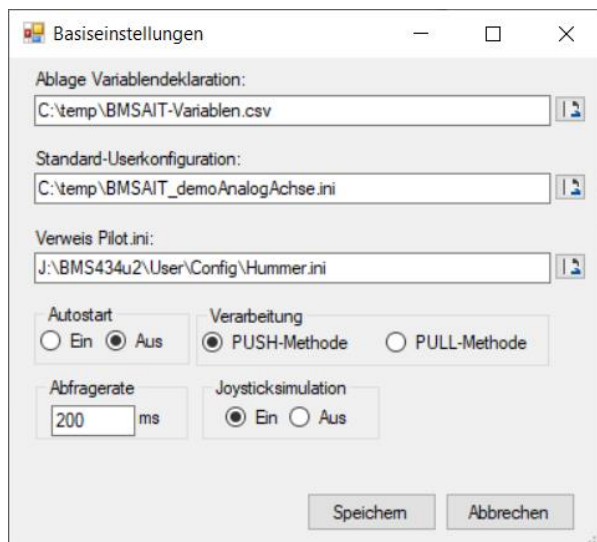 Basiseinstellungen
Ablage Variablendeklaration:
C:\temp\BMSAIT-Variablen.csv
Standard-Userkonfiguration:
C:\temp\BMSAIT_demoAnalogAchse.ini
Verweis Pilot.ini:
J:\BMS434u2\User\Config\Hummer.ini
Autostart Verarbeitung
Ein Aus PUSH-Methode PULL-Methode
Abfragerate Joysticksimulation
200 ms Ein Aus
Speichern Abbrechen